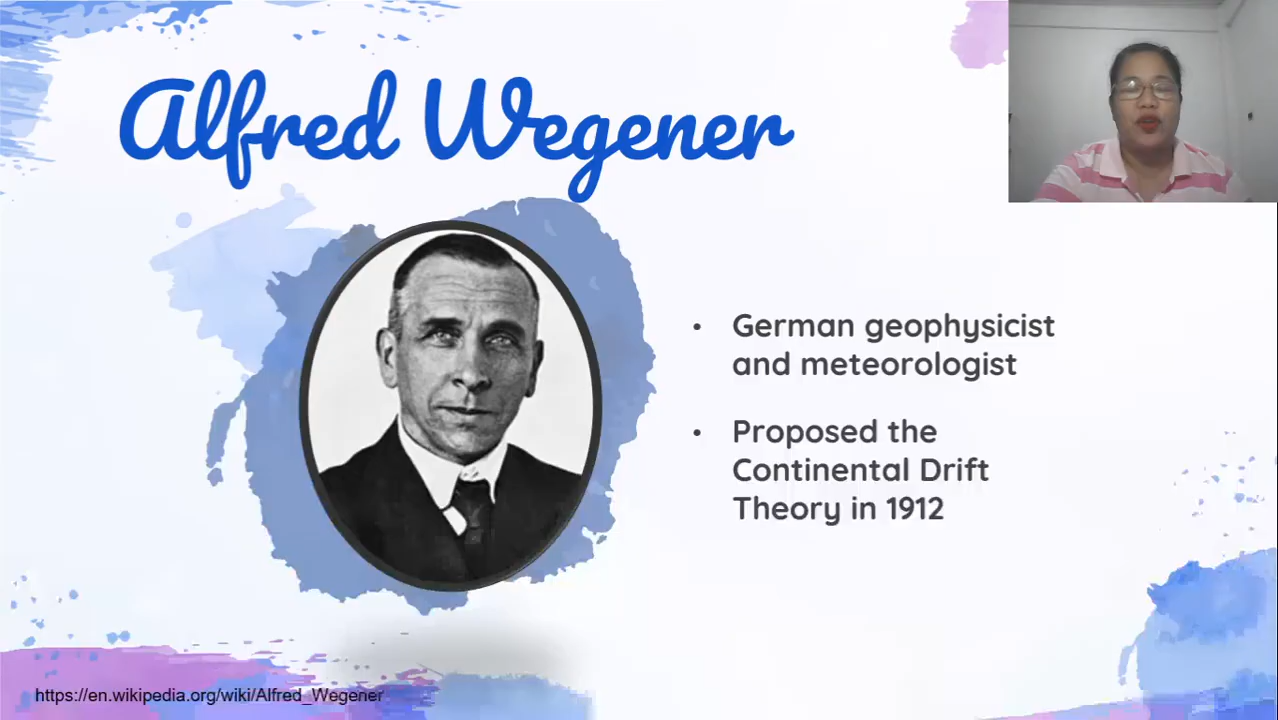 Alfred Wegener
• German geophysicist
and meteorologist
• Proposed the
Continental Drift
Theory in 1912
https://en.wikipedia.org/wiki/Alfred_Wegener